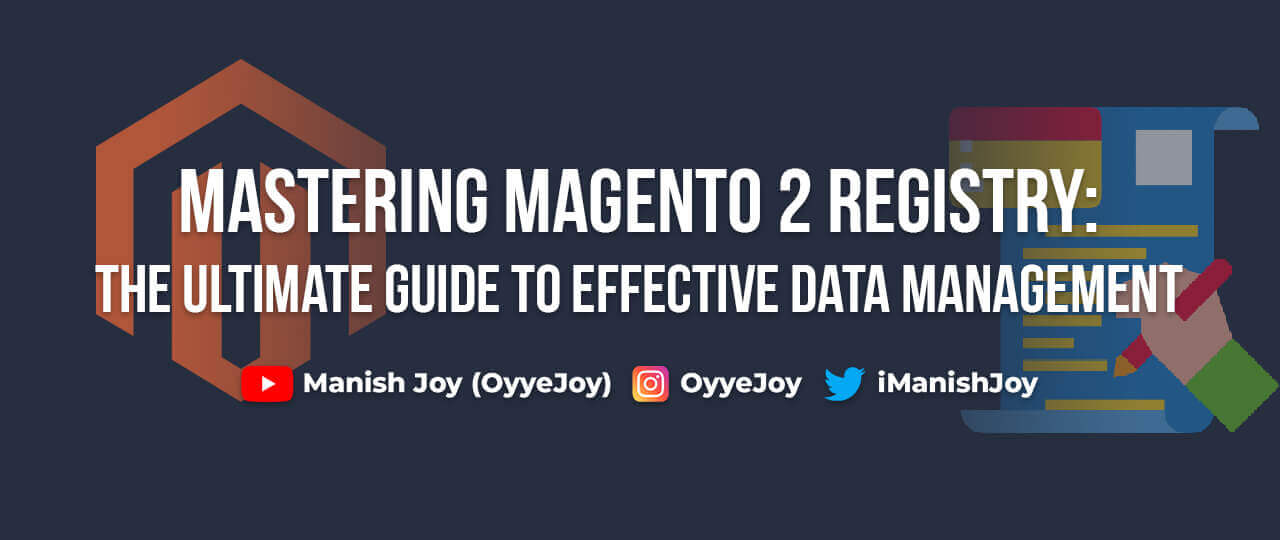 MASTERING MAGENTO 2 REGISTRY:
THE ULTIMATE GUIDE TO EFFECTIVE DATA MANAGEMENT
Manish Joy (OyyeJoy) OyyeJoy iManishJoy